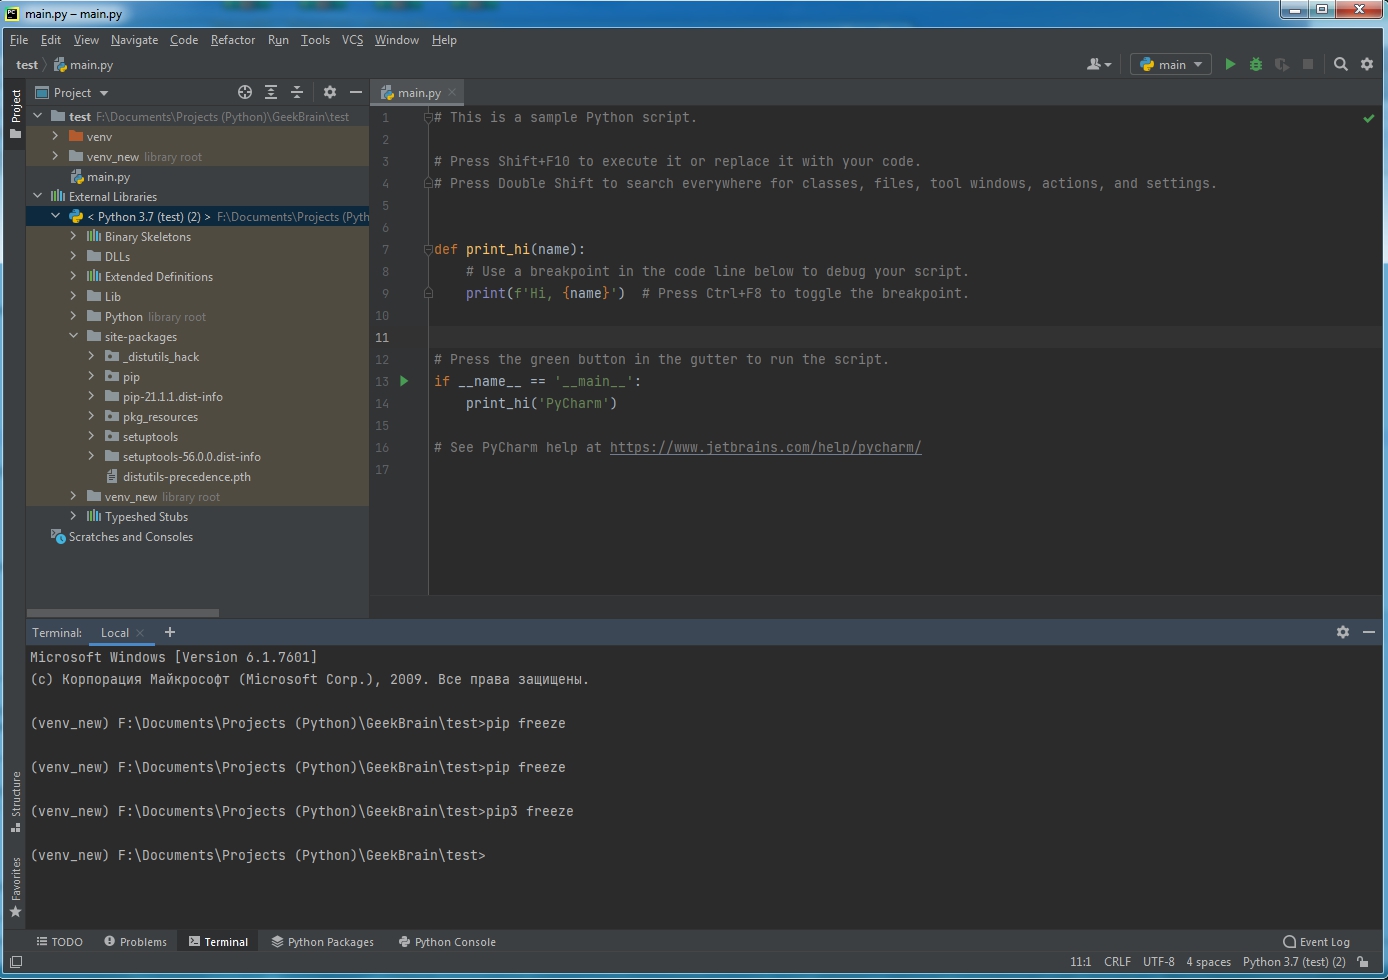 main.py – main.py
File Edit View Navigate Code Refactor Run Tools VCS Window Help
test main.py
main
Project
Project
main.py
test F:\Documents\Projects (Python)\GeekBrain\test
venv
venv_new library root
main.py
External Libraries
< Python 3.7 (test) (2) > F:\Documents\Projects (Pyth
Binary Skeletons
DLLs
Extended Definitions
Lib
Python library root
site-packages
_distutils_hack
pip
pip-21.1.1.dist-info
pkg_resources
setuptools
setuptools-56.0.0.dist-info
distutils-precedence.pth
venv_new library root
Typeshed Stubs
Scratches and Consoles
1 # This is a sample Python script.
2
3 # Press Shift+F10 to execute it or replace it with your code.
4 # Press Double Shift to search everywhere for classes, files, tool windows, actions, and settings.
5
6
7 def print_hi(name):
8 # Use a breakpoint in the code line below to debug your script.
9 print(f'Hi, {name}') # Press Ctrl+F8 to toggle the breakpoint.
10
11
12 # Press the green button in the gutter to run the script.
13 if __name__ == '__main__':
14 print_hi('PyCharm')
15
16 # See PyCharm help at https://www.jetbrains.com/help/pycharm/
17
Terminal: Local
Microsoft Windows [Version 6.1.7601]
(c) Корпорация Майкрософт (Microsoft Corp.), 2009. Все права защищены.
(venv_new) F:\Documents\Projects (Python)\GeekBrain\test>pip freeze
(venv_new) F:\Documents\Projects (Python)\GeekBrain\test>pip freeze
(venv_new) F:\Documents\Projects (Python)\GeekBrain\test>pip3 freeze
(venv_new) F:\Documents\Projects (Python)\GeekBrain\test>
Structure
Favorites
TODO Problems Terminal Python Packages Python Console Event Log
11:1 CRLF UTF-8 4 spaces Python 3.7 (test) (2)